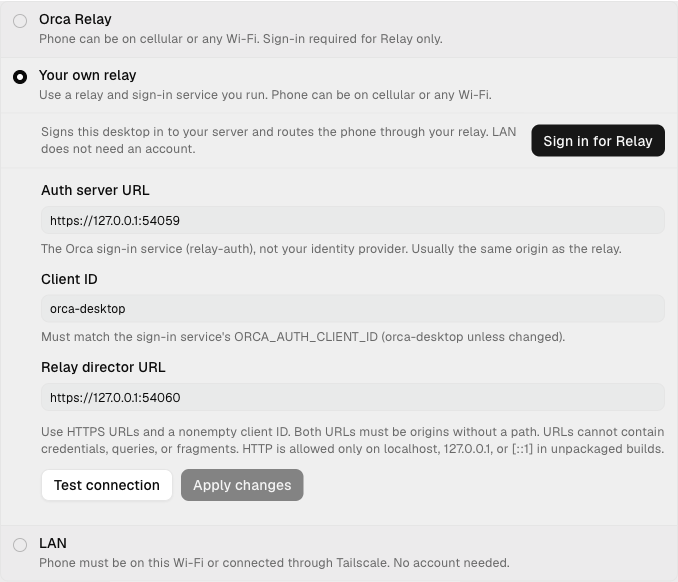 Orca Relay
Phone can be on cellular or any Wi-Fi. Sign-in required for Relay only.
Your own relay
Use a relay and sign-in service you run. Phone can be on cellular or any Wi-Fi.
Signs this desktop in to your server and routes the phone through your relay. LAN
does not need an account.
Sign in for Relay
Auth server URL
https://127.0.0.1:54059
The Orca sign-in service (relay-auth), not your identity provider. Usually the same origin as the relay.
Client ID
orca-desktop
Must match the sign-in service's ORCA_AUTH_CLIENT_ID (orca-desktop unless changed).
Relay director URL
https://127.0.0.1:54060
Use HTTPS URLs and a nonempty client ID. Both URLs must be origins without a path. URLs cannot contain
credentials, queries, or fragments. HTTP is allowed only on localhost, 127.0.0.1, or [::1] in unpackaged builds.
Test connection
Apply changes
LAN
Phone must be on this Wi-Fi or connected through Tailscale. No account needed.